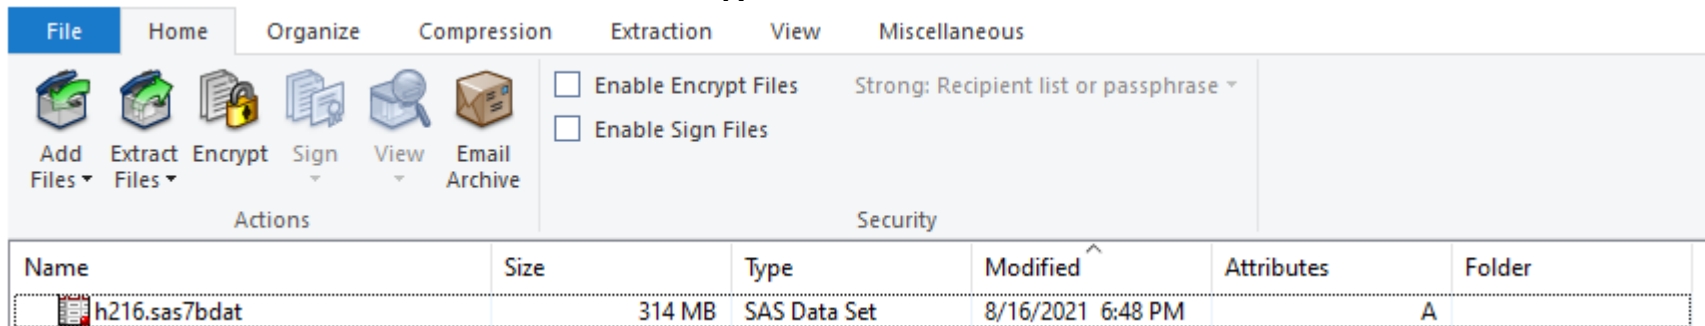 File Home Organize Compression Extraction View Miscellaneous
Enable Encrypt Files Strong: Recipient list or passphrase
Enable Sign Files
Add Extract Encrypt Sign View Email
Files Files Archive
Actions Security
Name Size Type Modified Attributes Folder
h216.sas7bdat 314 MB SAS Data Set 8/16/2021 6:48 PM A